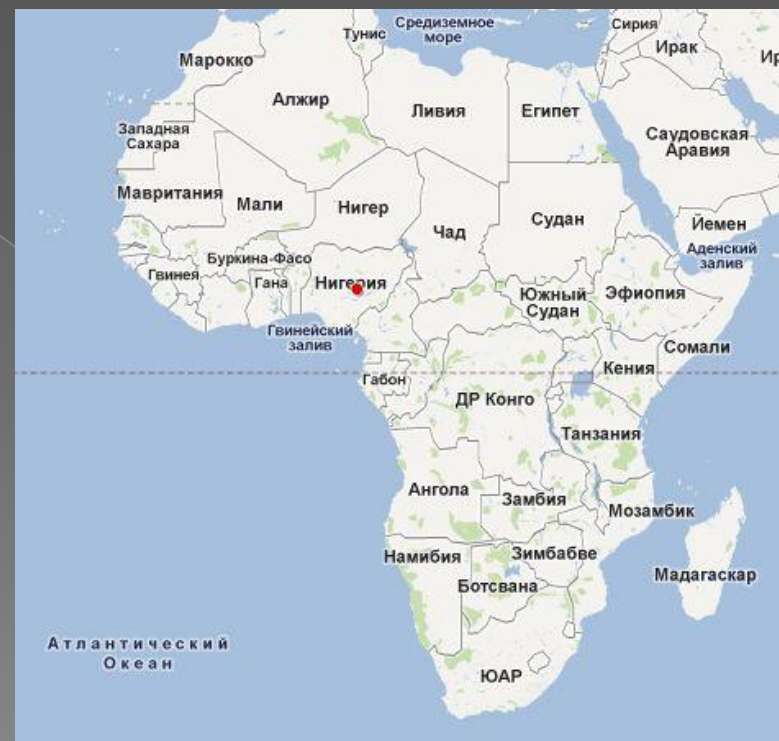 Средиземное
море
Тунис
Сирия
Ирак
Марокко
Алжир
Ливия
Египет
Западная
Сахара
Саудовская
Аравия
Мавритания
Мали
Нигер
Чад
Судан
Йемен
Аденский
залив
Буркина-Фасо
Гвинея
Гана
Нигерия
Южный
Судан
Эфиопия
Гвинейский
залив
Сомали
Кения
Габон
ДР Конго
Танзания
Ангола
Замбия
Мозамбик
Намибия
Зимбабве
Ботсвана
Мадагаскар
Атлантический
Океан
ЮАР